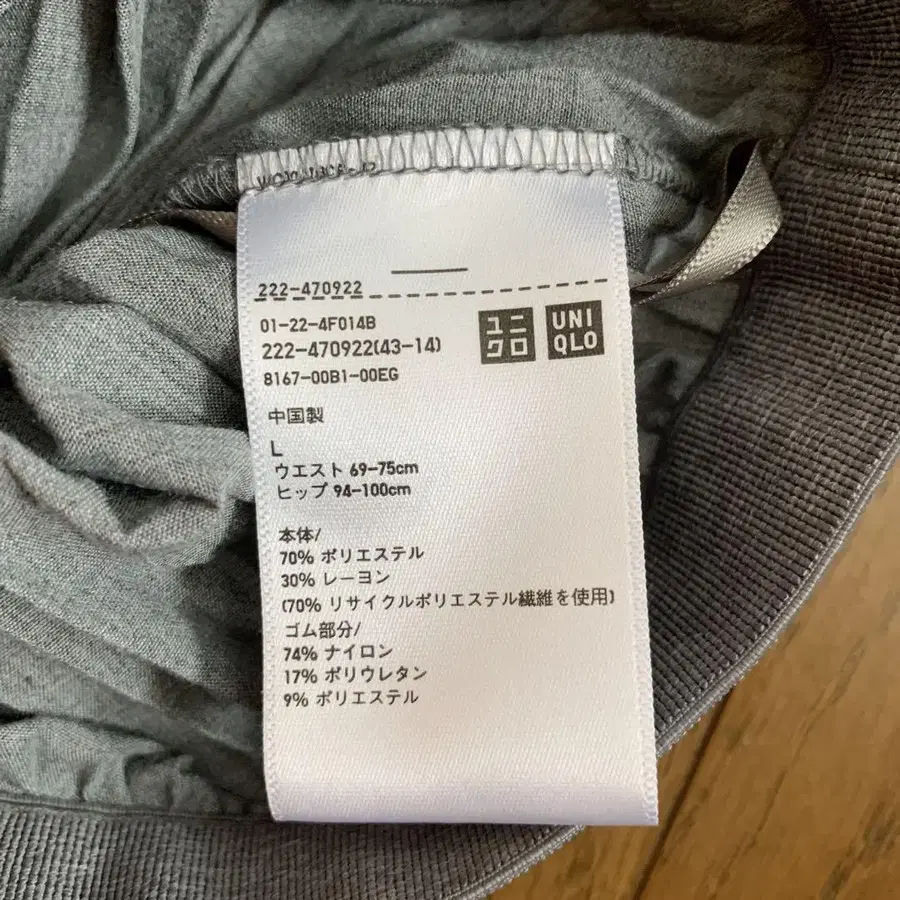 222-470922
01-22-4F014B
222-470922(43-14)
8167-00B1-00EG
ユニ
クロ
UNI
QLO
中国製
L
ウエスト 69-75cm
ヒップ 94-100cm
本体/
70% ポリエステル
30% レーヨン
(70% リサイクルポリエステル繊維を使用)
ゴム部分/
74% ナイロン
17% ポリウレタン
9% ポリエステル